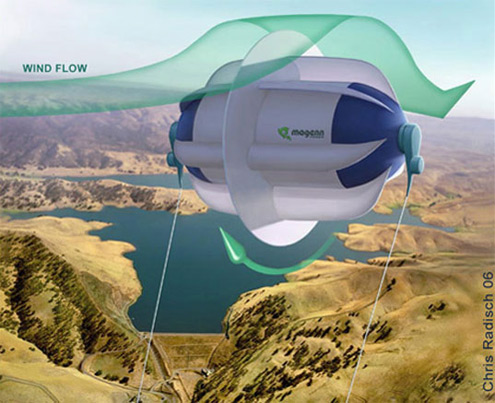 WIND FLOW
magenn
Chris Radisch 06